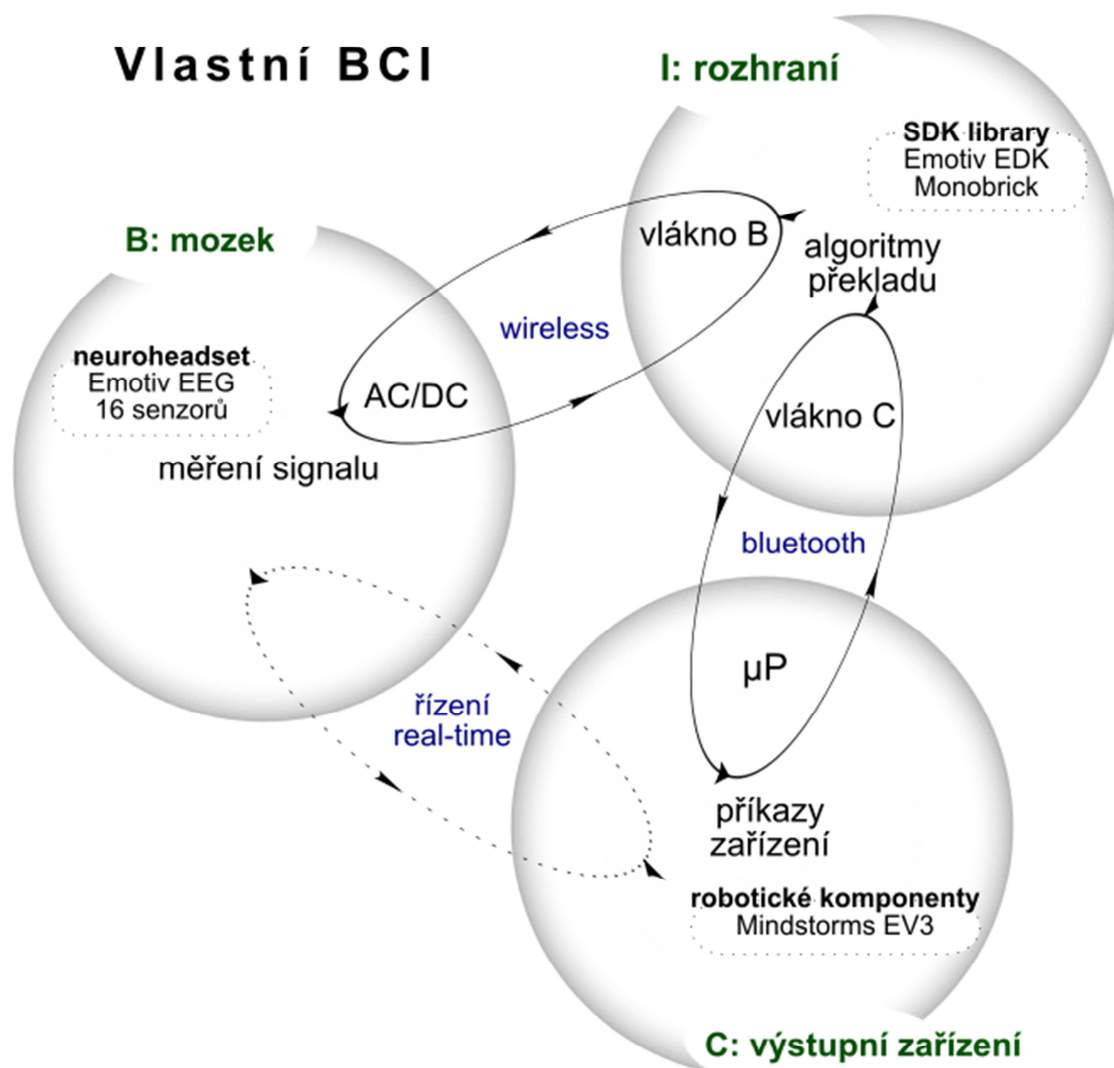 Vlastní BCI
I: rozhraní
SDK library
Emotiv EDK
Monobrick
vlákno B
algoritmy
překladu
B: mozek
wireless
neuroheadset
Emotiv EEG
16 senzorů
AC/DC
měření signalu
vlákno C
bluetooth
µP
řízení
real-time
příkazy
zařízení
robotické komponenty
Mindstorms EV3
C: výstupní zařízení